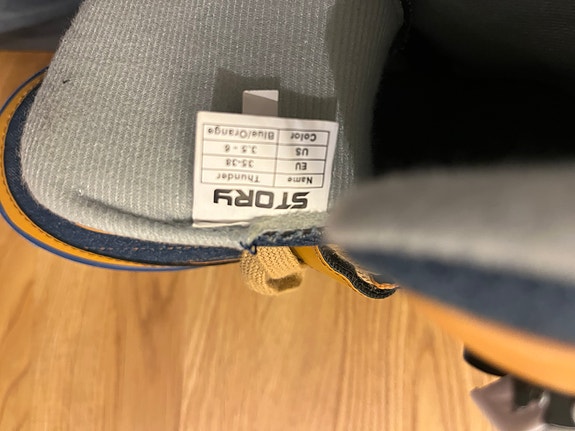 STORY
Name Thunder
EU 35-38
US 3.5 - 6
Color Blue/Orange